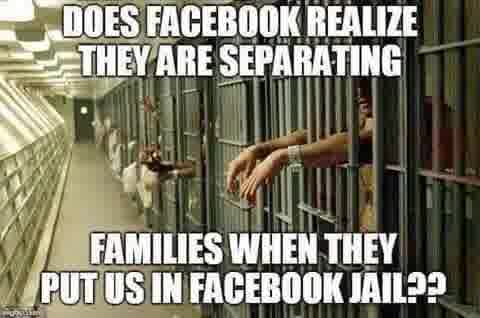 DOES FACEBOOK REALIZE
THEY ARE SEPARATING
FAMILIES WHEN THEY
PUT US IN FACEBOOK JAIL??
imgflip.com